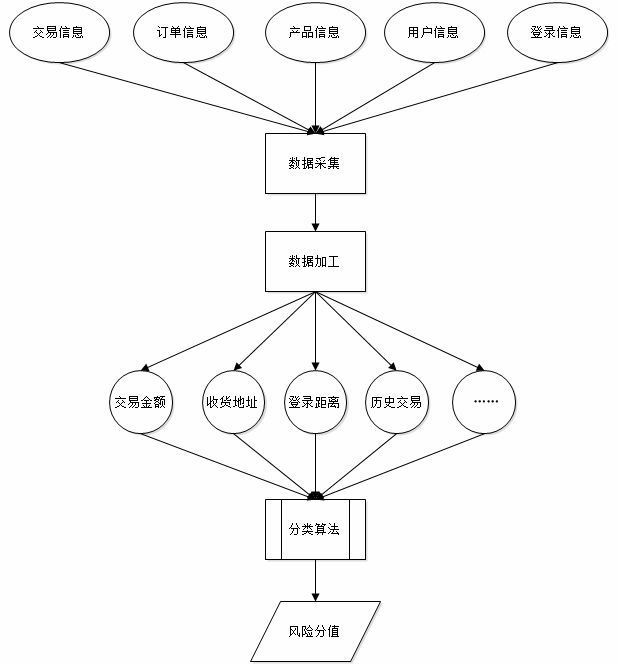 交易信息
订单信息
产品信息
用户信息
登录信息
数据采集
数据加工
交易金额
收货地址
登录距离
历史交易
······
分类算法
风险分值